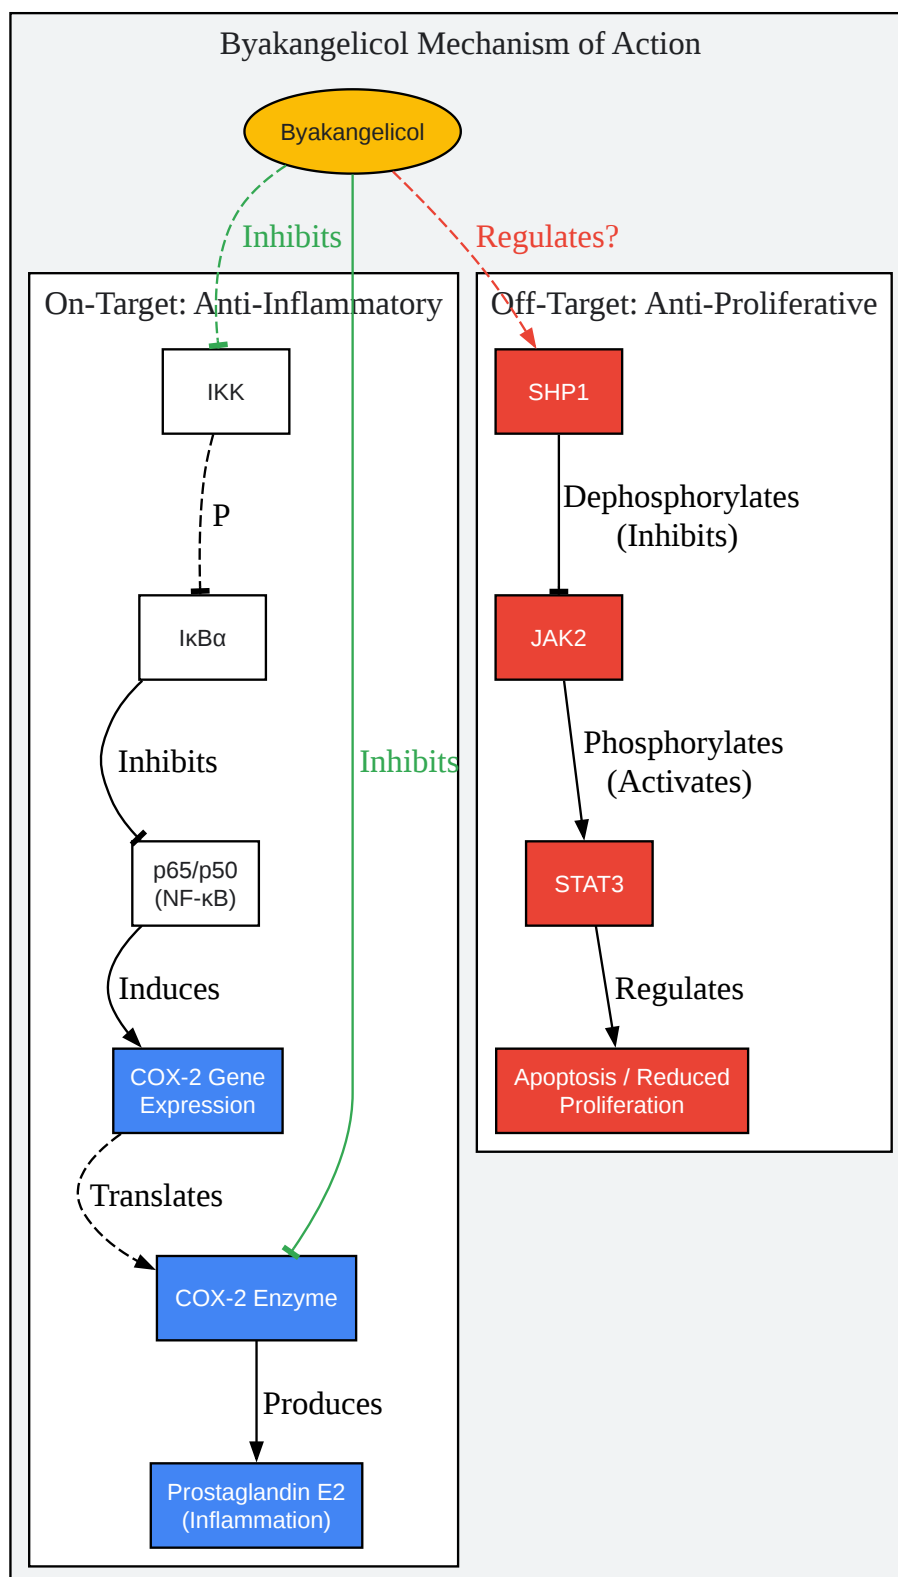 Byakangelicol Mechanism of Action
Byakangelicol
Inhibits
Regulates?
On-Target: Anti-Inflammatory
IKK
P
IκBα
Inhibits
Inhibits
p65/p50
(NF-κB)
Induces
COX-2 Gene
Expression
Translates
COX-2 Enzyme
Produces
Prostaglandin E2
(Inflammation)
Off-Target: Anti-Proliferative
SHP1
Dephosphorylates
(Inhibits)
JAK2
Phosphorylates
(Activates)
STAT3
Regulates
Apoptosis / Reduced
Proliferation